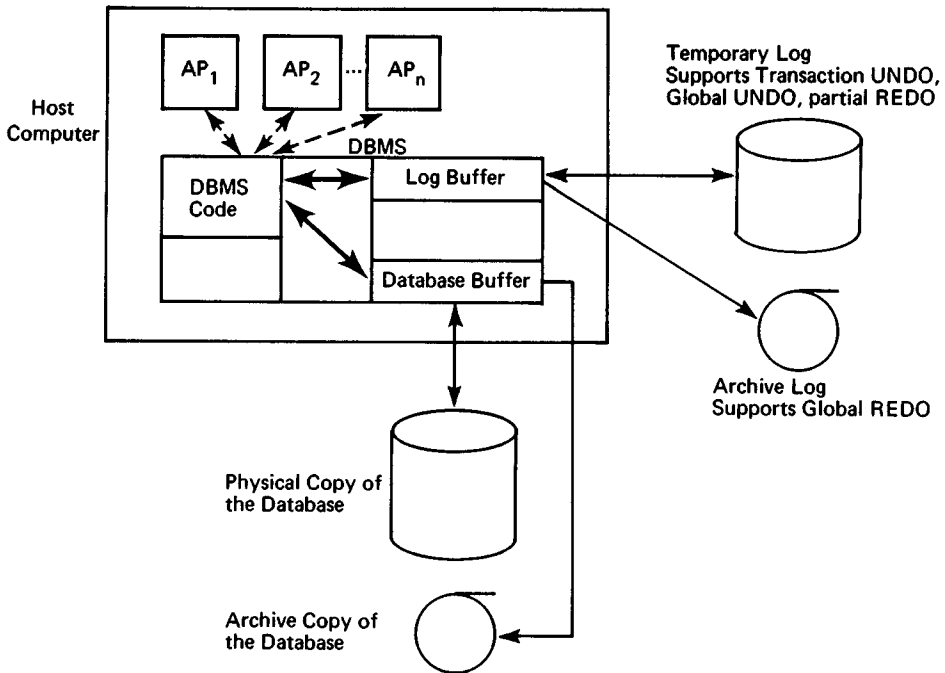 AP1
AP2
...
APn
Host
Computer
DBMS
DBMS
Code
Log Buffer
Database Buffer
Temporary Log
Supports Transaction UNDO,
Global UNDO, partial REDO
Archive Log
Supports Global REDO
Physical Copy of
the Database
Archive Copy of
the Database